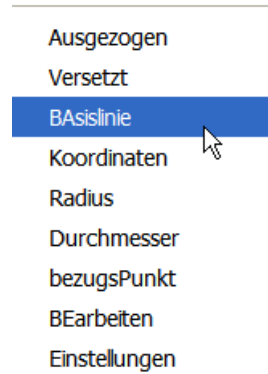 Ausgezogen
Versetzt
BAsislinie
Koordinaten
Radius
Durchmesser
bezugsPunkt
BEarbeiten
Einstellungen